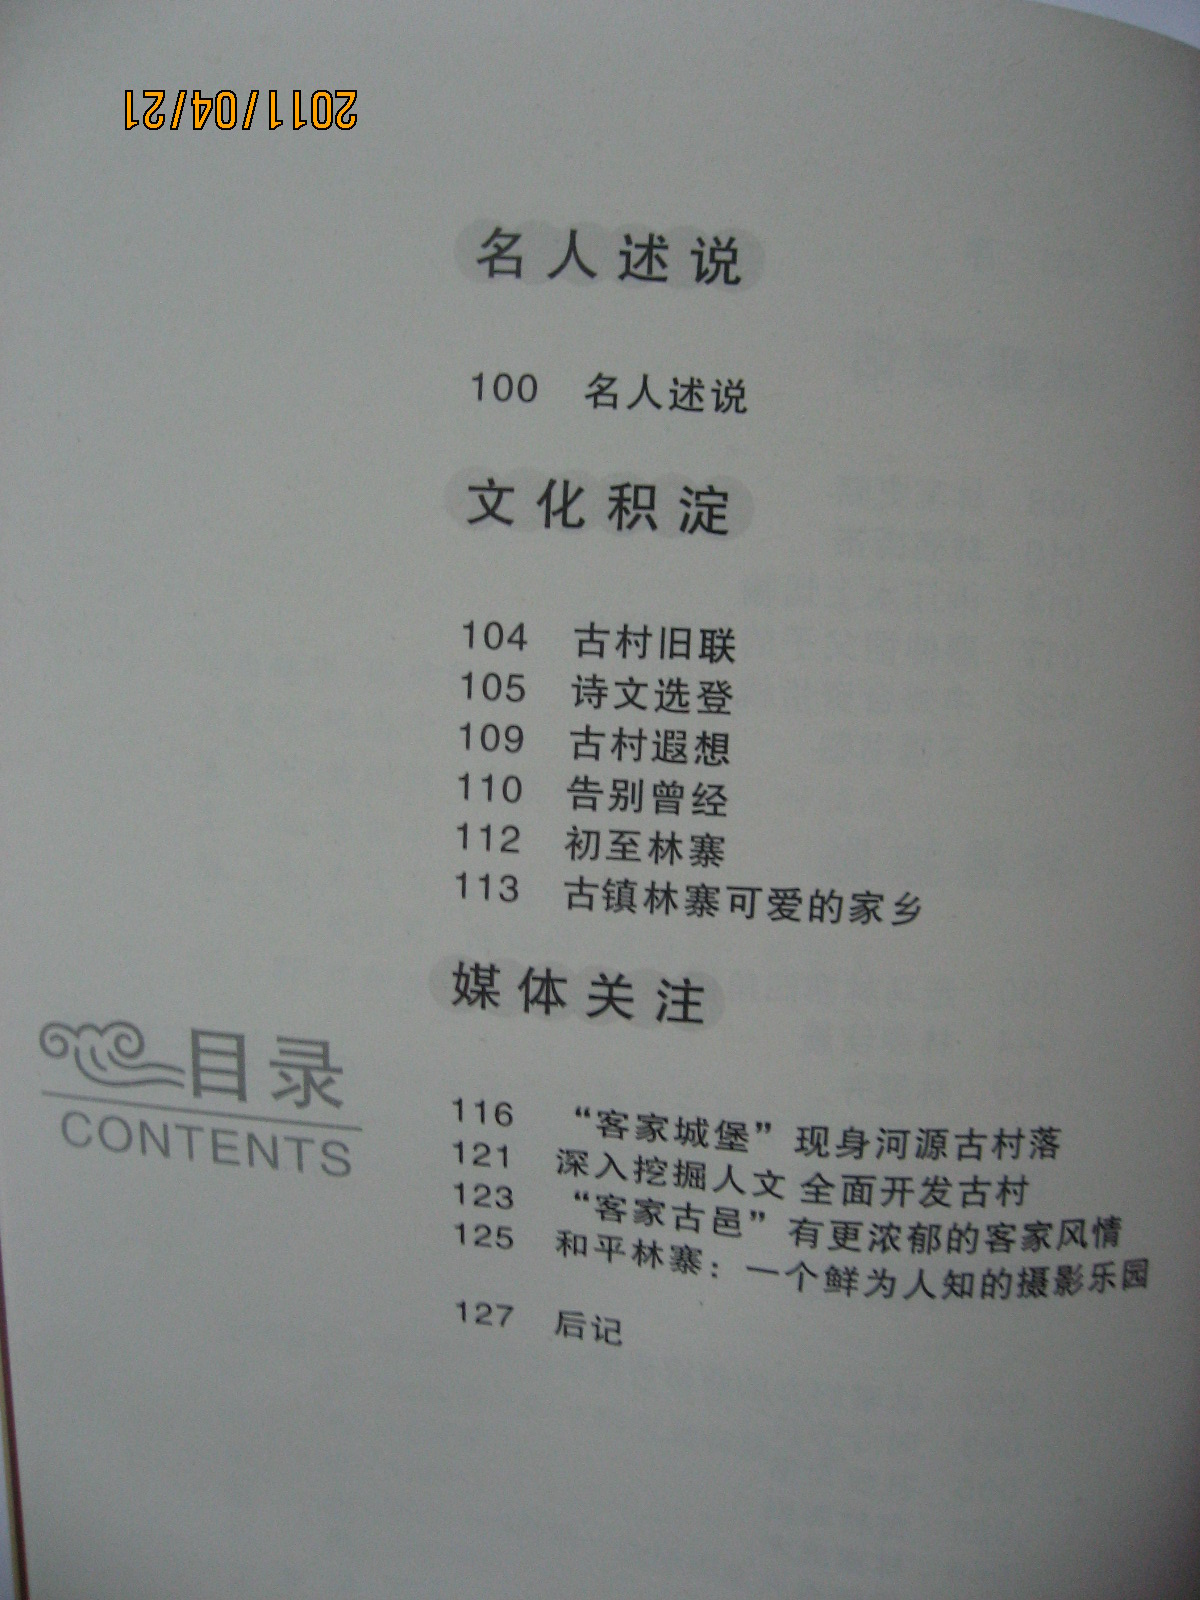 2011/04/21
名人述说
100 名人述说
文化积淀
104 古村旧联
105 诗文选登
109 古村遐想
110 告别曾经
112 初至林寨
113 古镇林寨可爱的家乡
媒体关注
116 “客家城堡”现身河源古村落
121 深入挖掘人文 全面开发古村
123 “客家古邑”有更浓郁的客家风情
125 和平林寨：一个鲜为人知的摄影乐园
127 后记
目录
CONTENTS